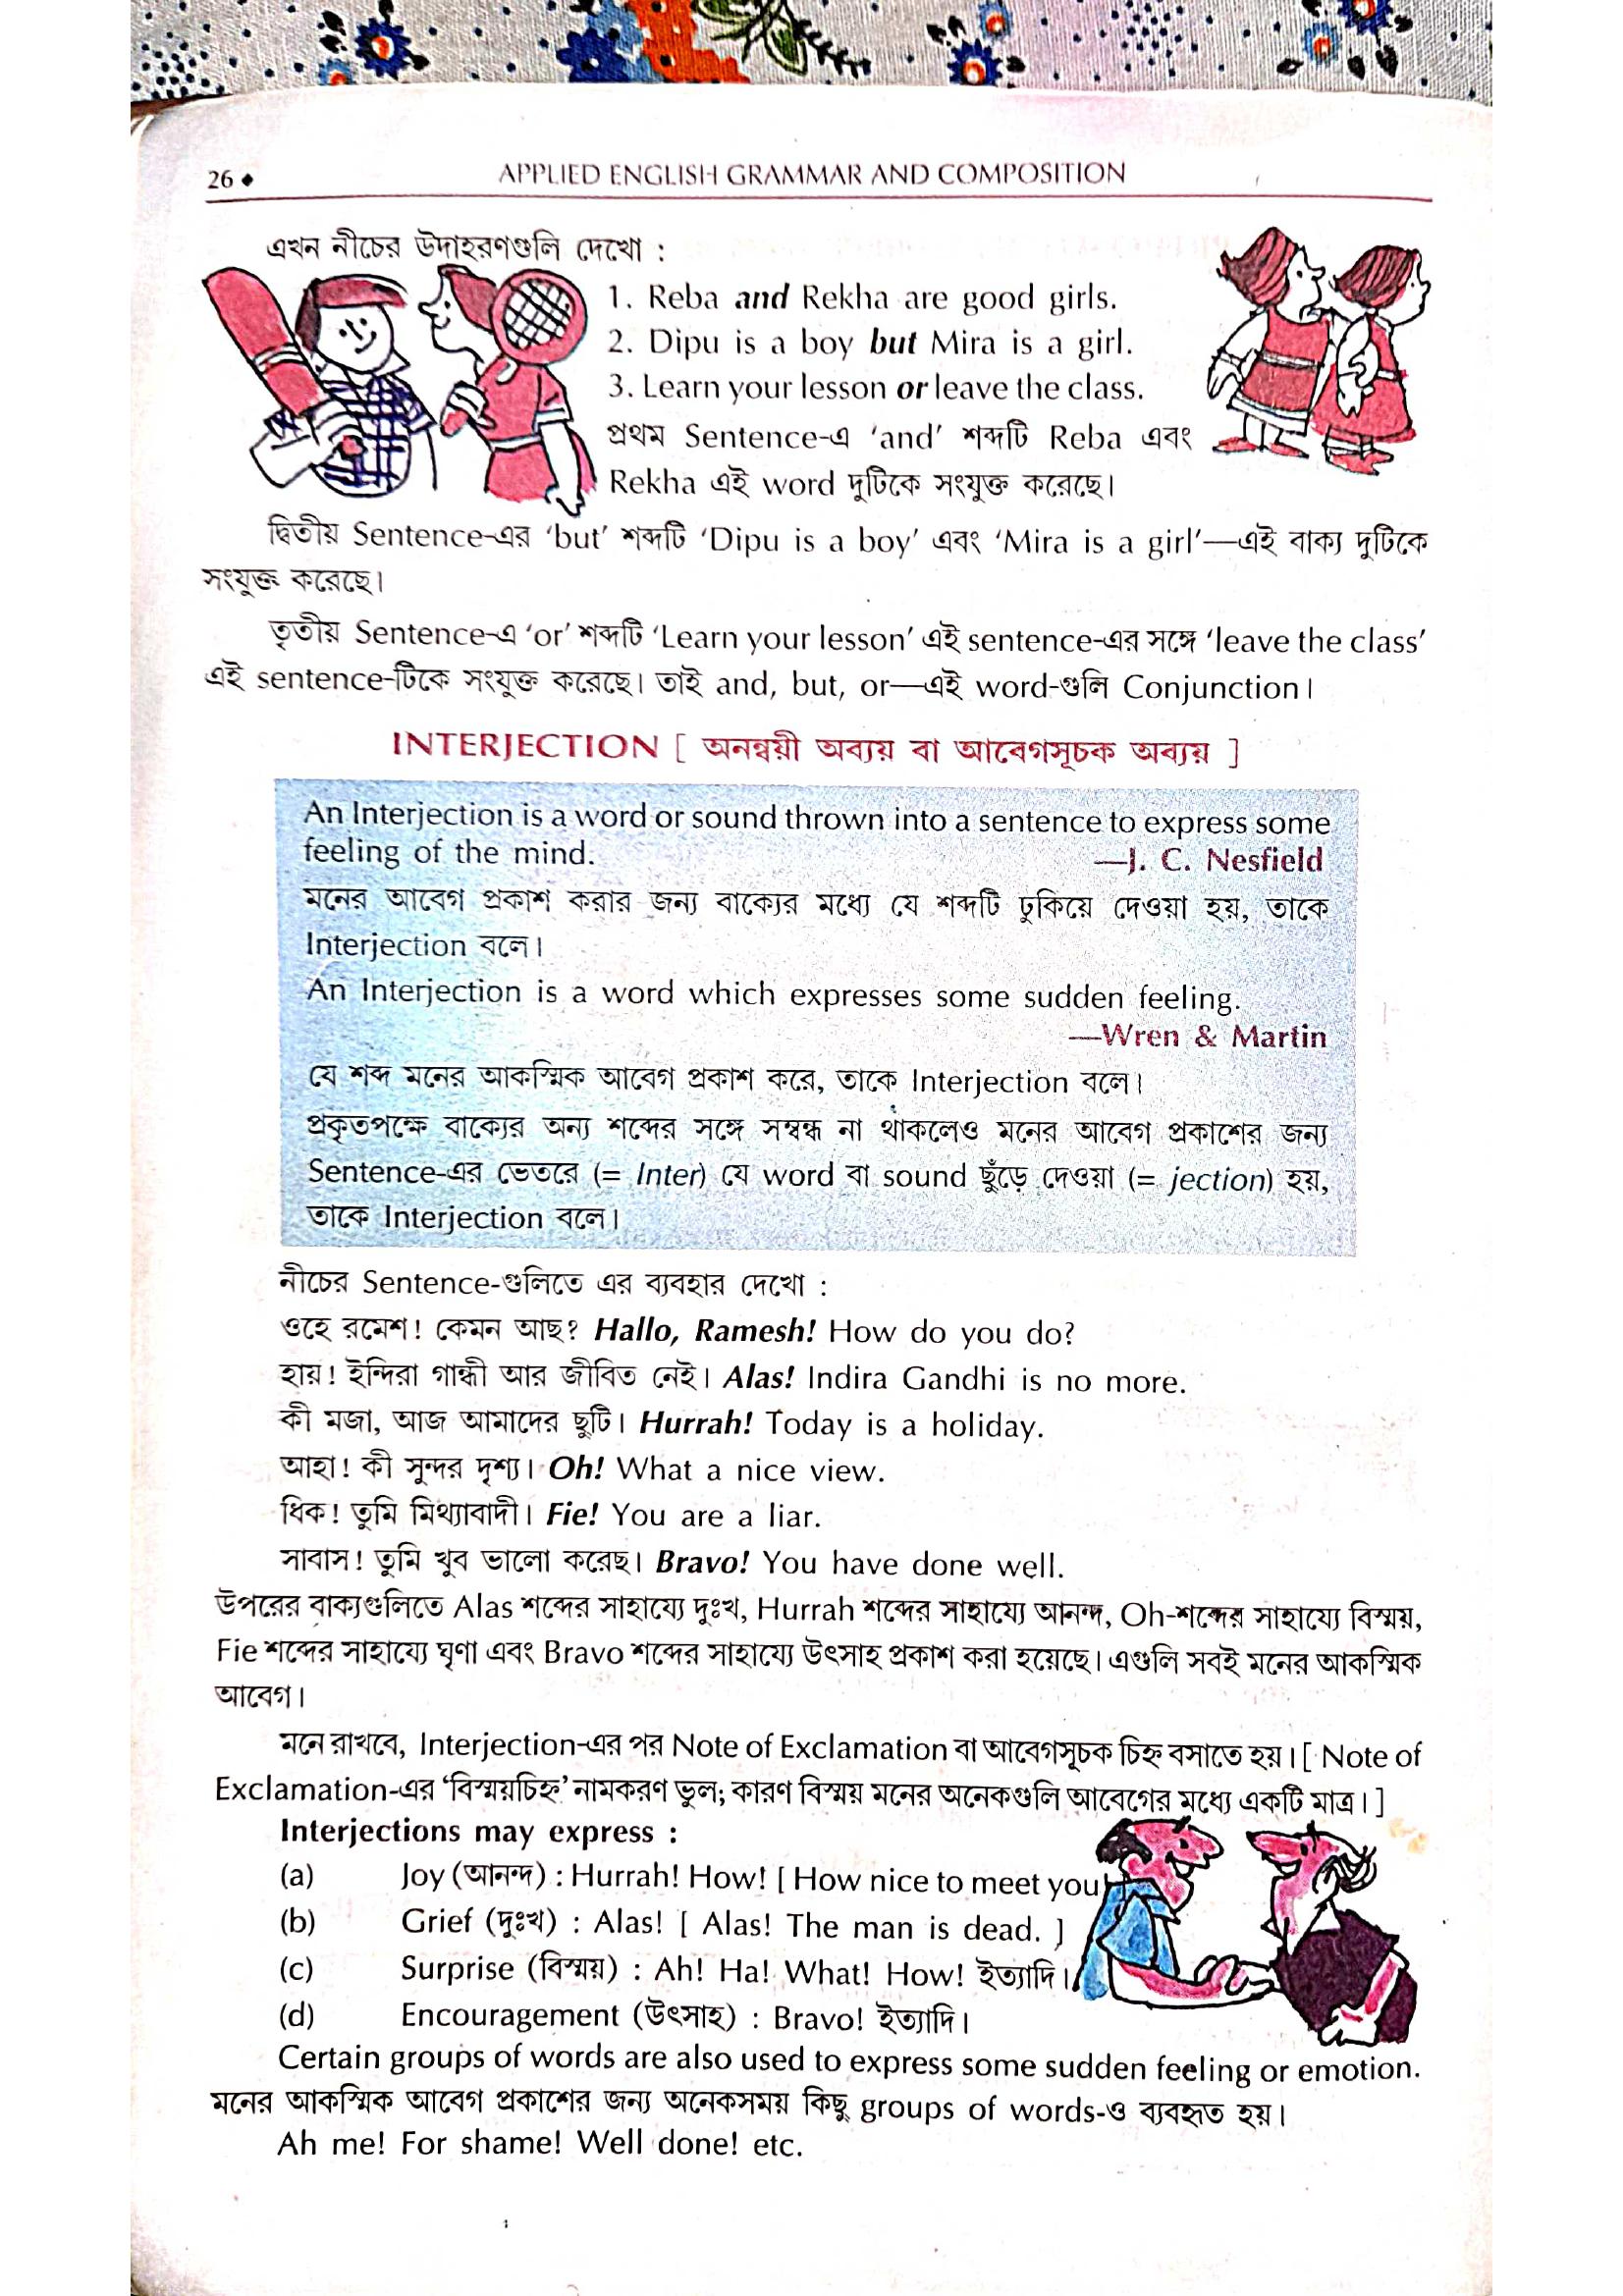 26 ◆ APPLIED ENGLISH GRAMMAR AND COMPOSITION
এখন নীচের উদাহরণগুলি দেখো :
1. Reba and Rekha are good girls.
2. Dipu is a boy but Mira is a girl.
3. Learn your lesson or leave the class.
প্রথম Sentence-এ ‘and’ শব্দটি Reba এবং
Rekha এই word দুটিকে সংযুক্ত করেছে।
দ্বিতীয় Sentence-এর ‘but’ শব্দটি ‘Dipu is a boy’ এবং ‘Mira is a girl’—এই বাক্য দুটিকে
সংযুক্ত করেছে।
তৃতীয় Sentence-এ ‘or’ শব্দটি ‘Learn your lesson’ এই sentence-এর সঙ্গে ‘leave the class’
এই sentence-টিকে সংযুক্ত করেছে। তাই and, but, or—এই word-গুলি Conjunction।
INTERJECTION [ অনন্বয়ী অব্যয় বা আবেগসূচক অব্যয় ]
An Interjection is a word or sound thrown into a sentence to express some
feeling of the mind. —J. C. Nesfield
মনের আবেগ প্রকাশ করার জন্য বাক্যের মধ্যে যে শব্দটি ঢুকিয়ে দেওয়া হয়, তাকে
Interjection বলে।
An Interjection is a word which expresses some sudden feeling.
—Wren & Martin
যে শব্দ মনের আকস্মিক আবেগ প্রকাশ করে, তাকে Interjection বলে।
প্রকৃতপক্ষে বাক্যের অন্য শব্দের সঙ্গে সম্বন্ধ না থাকলেও মনের আবেগ প্রকাশের জন্য
Sentence-এর ভেতরে (= Inter) যে word বা sound ছুঁড়ে দেওয়া (= jection) হয়,
তাকে Interjection বলে।
নীচের Sentence-গুলিতে এর ব্যবহার দেখো :
ওহে রমেশ! কেমন আছ? Hallo, Ramesh! How do you do?
হায়! ইন্দিরা গান্ধী আর জীবিত নেই। Alas! Indira Gandhi is no more.
কী মজা, আজ আমাদের ছুটি। Hurrah! Today is a holiday.
আহা! কী সুন্দর দৃশ্য। Oh! What a nice view.
ধিক! তুমি মিথ্যাবাদী। Fie! You are a liar.
সাবাস! তুমি খুব ভালো করেছ। Bravo! You have done well.
উপরের বাক্যগুলিতে Alas শব্দের সাহায্যে দুঃখ, Hurrah শব্দের সাহায্যে আনন্দ, Oh-শব্দের সাহায্যে বিস্ময়,
Fie শব্দের সাহায্যে ঘৃণা এবং Bravo শব্দের সাহায্যে উৎসাহ প্রকাশ করা হয়েছে। এগুলি সবই মনের আকস্মিক
আবেগ।
মনে রাখবে, Interjection-এর পর Note of Exclamation বা আবেগসূচক চিহ্ন বসাতে হয়। [ Note of
Exclamation-এর ‘বিস্ময়চিহ্ন’ নামকরণ ভুল; কারণ বিস্ময় মনের অনেকগুলি আবেগের মধ্যে একটি মাত্র। ]
Interjections may express :
(a) Joy (আনন্দ) : Hurrah! How! [ How nice to meet you!
(b) Grief (দুঃখ) : Alas! [ Alas! The man is dead. ]
(c) Surprise (বিস্ময়) : Ah! Ha! What! How! ইত্যাদি।
(d) Encouragement (উৎসাহ) : Bravo! ইত্যাদি।
Certain groups of words are also used to express some sudden feeling or emotion.
মনের আকস্মিক আবেগ প্রকাশের জন্য অনেকসময় কিছু groups of words-ও ব্যবহৃত হয়।
Ah me! For shame! Well done! etc.